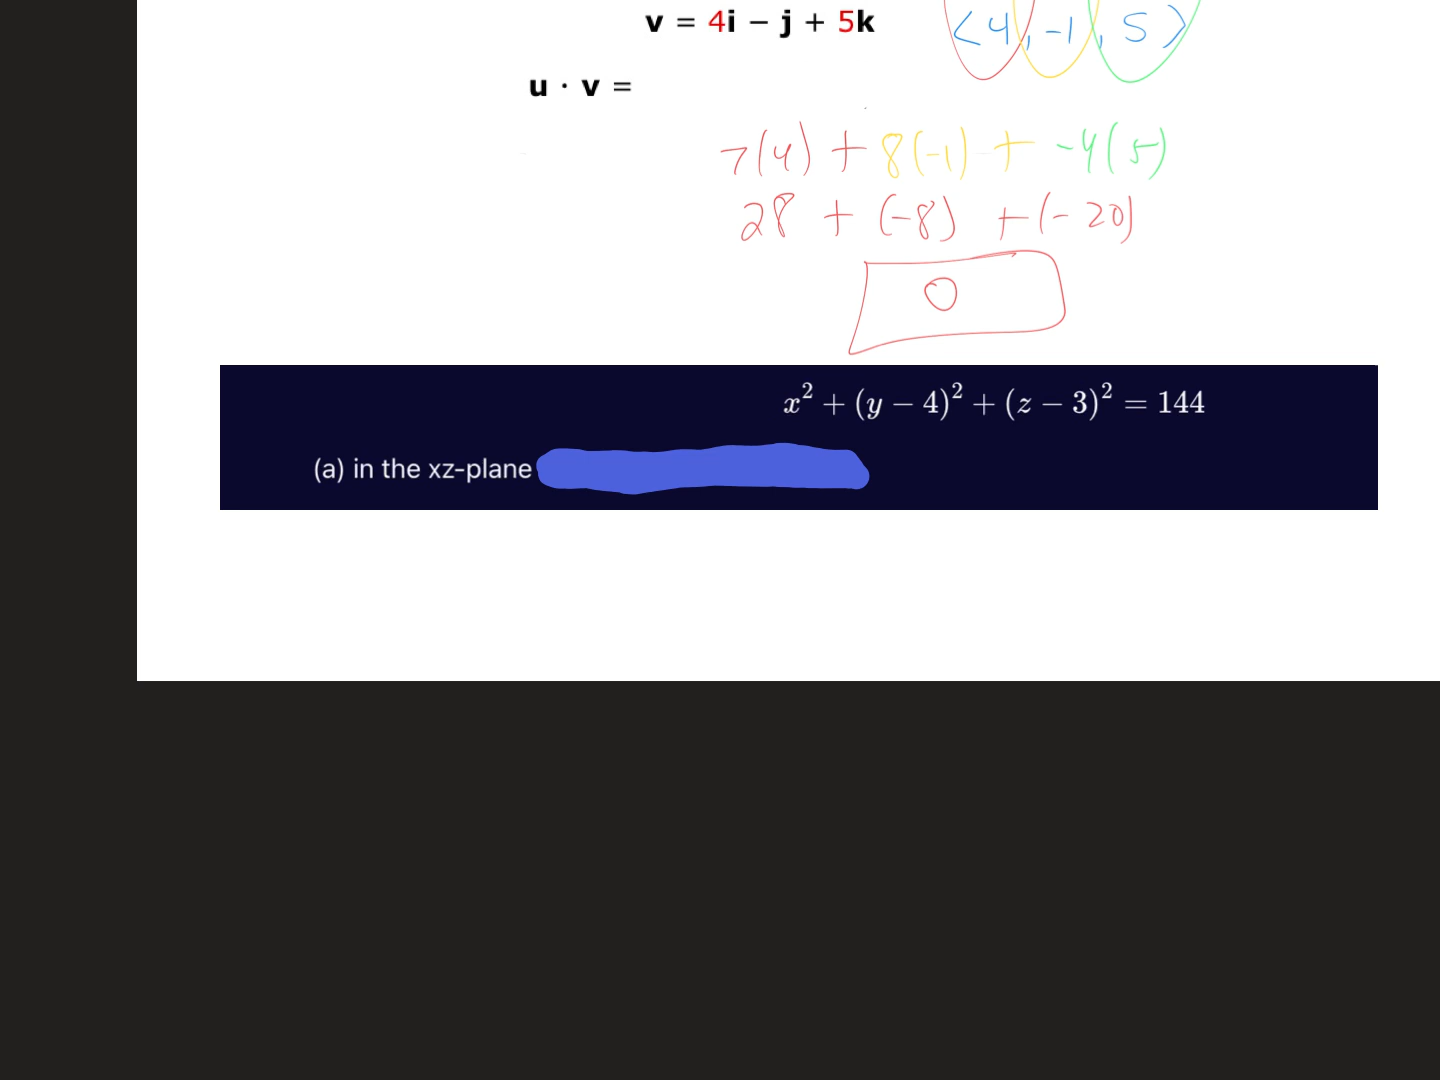 v = 4i − j + 5k <4, -1, 5>
u · v =
7(4) + 8(-1) + -4(5)
28 + (-8) + (-20)
0
x² + (y − 4)² + (z − 3)² = 144
(a) in the xz-plane